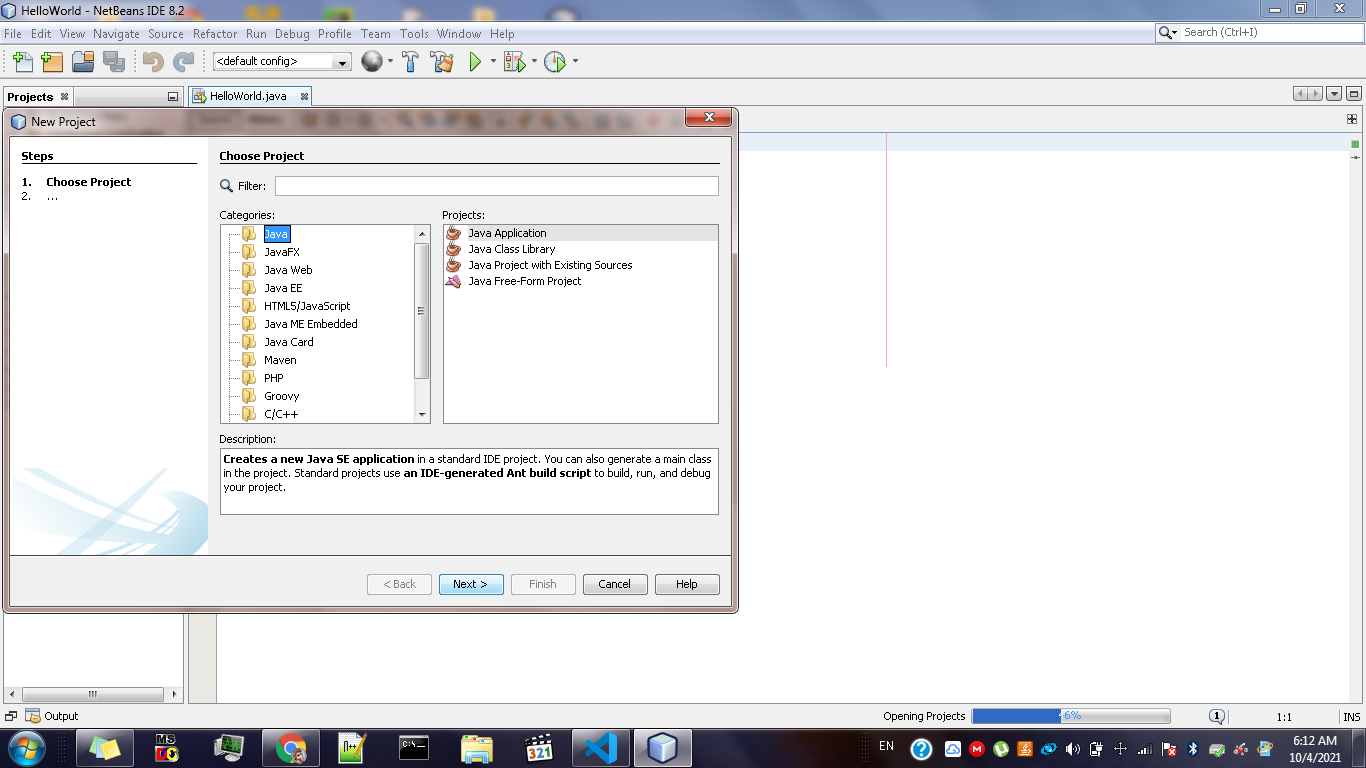 HelloWorld - NetBeans IDE 8.2
File Edit View Navigate Source Refactor Run Debug Profile Team Tools Window Help
Search (Ctrl+I)
<default config>
Projects
HelloWorld.java
New Project
Steps
1. Choose Project
2. ...
Choose Project
Filter:
Categories:
Java
JavaFX
Java Web
Java EE
HTML5/JavaScript
Java ME Embedded
Java Card
Maven
PHP
Groovy
C/C++
Projects:
Java Application
Java Class Library
Java Project with Existing Sources
Java Free-Form Project
Description:
Creates a new Java SE application in a standard IDE project. You can also generate a main class
in the project. Standard projects use an IDE-generated Ant build script to build, run, and debug
your project.
< Back
Next >
Finish
Cancel
Help
Output
Opening Projects
1
1:1
INS
MS
321
EN
6:12 AM
10/4/2021